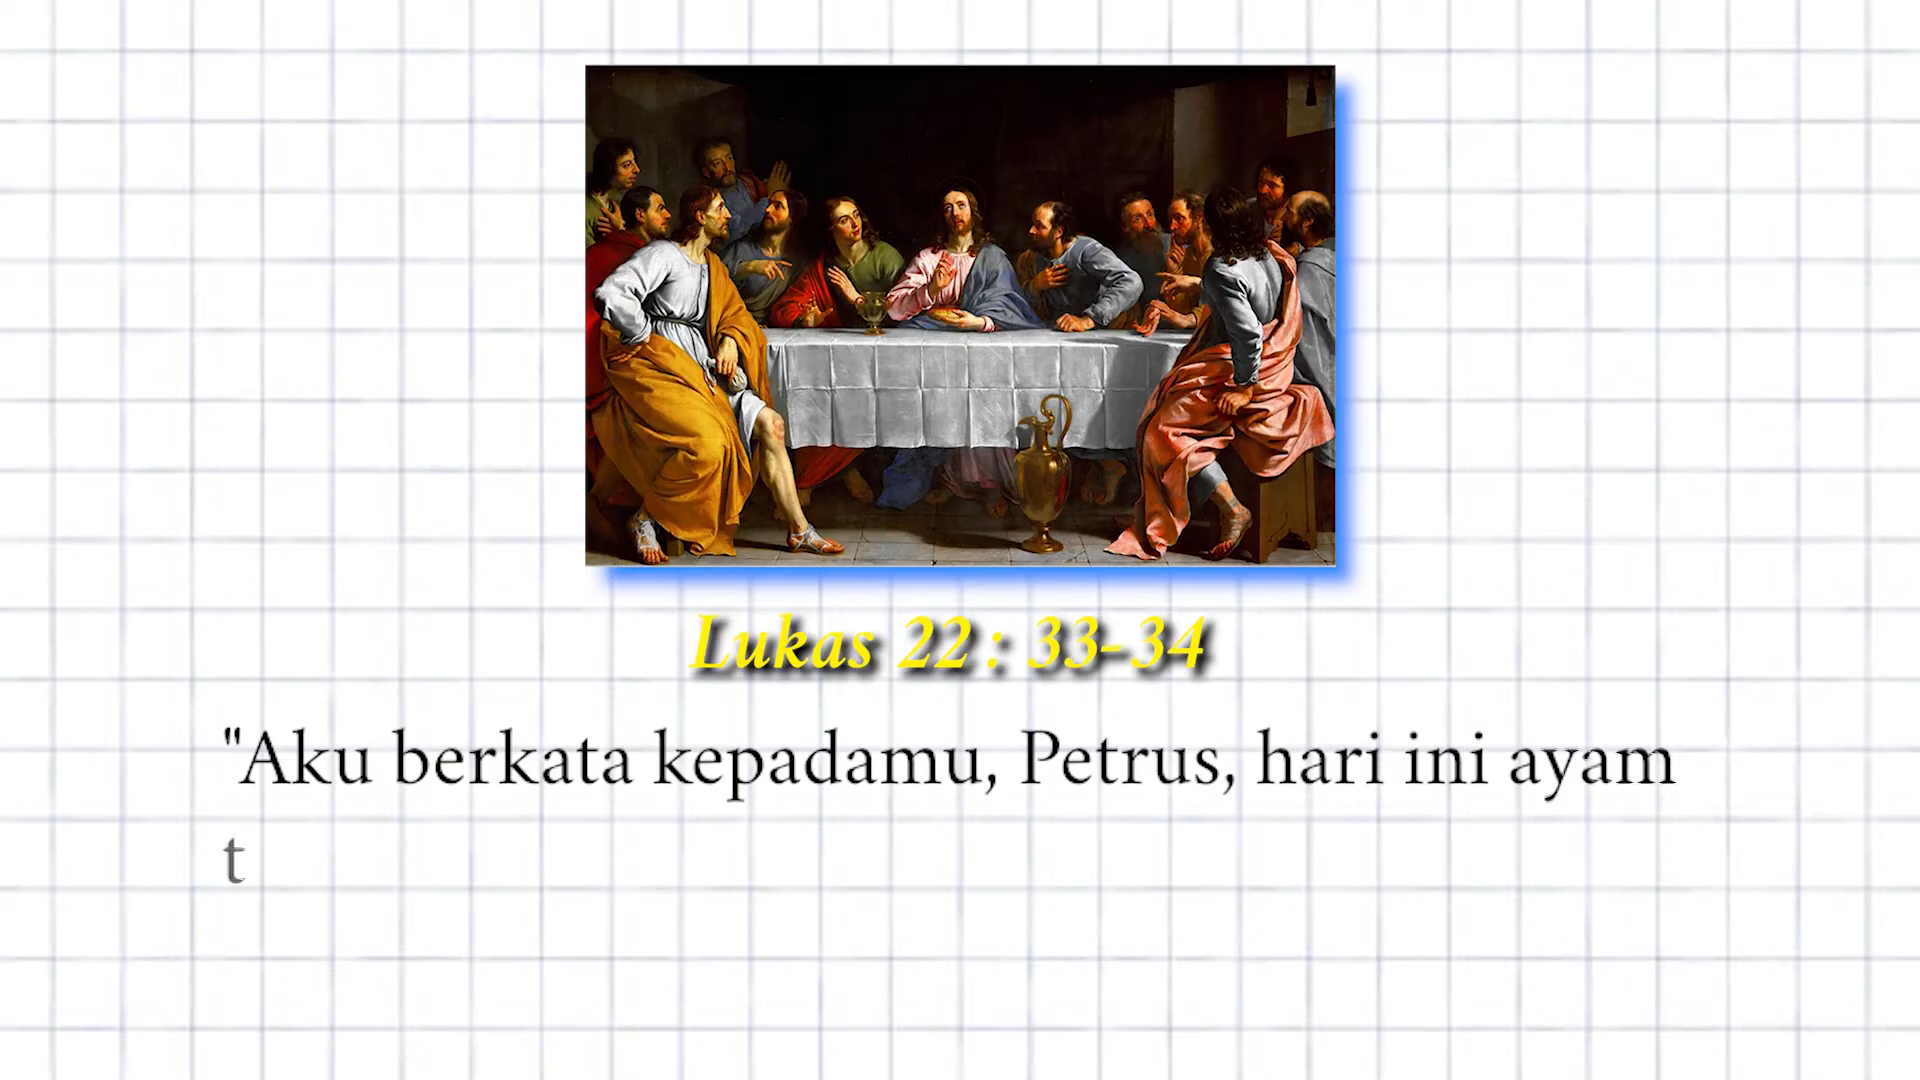 Lukas 22 : 33-34
"Aku berkata kepadamu, Petrus, hari ini ayam
t